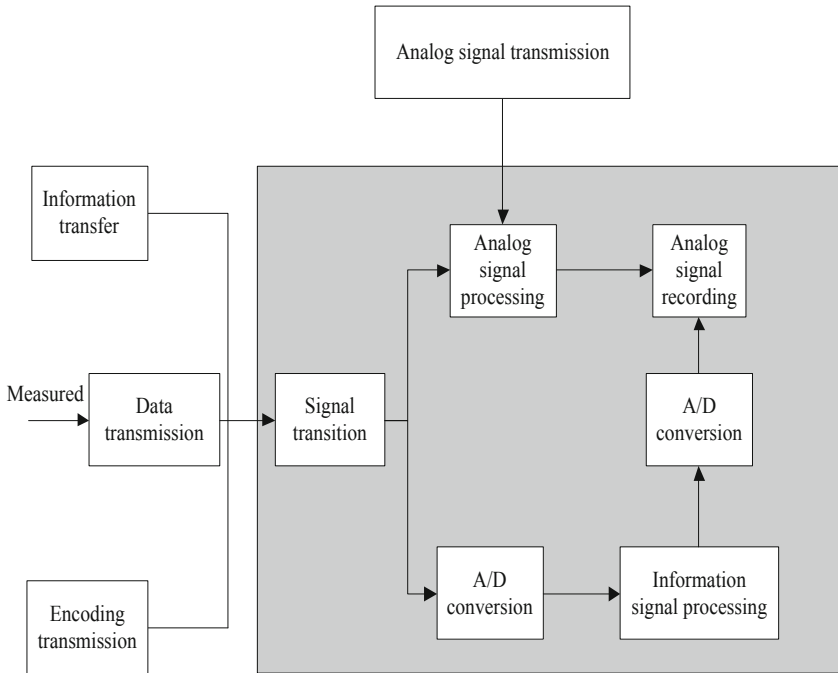 Analog signal transmission
Information
transfer
Analog
signal
processing
Analog
signal
recording
Measured
Data
transmission
Signal
transition
A/D
conversion
A/D
conversion
Information
signal processing
Encoding
transmission